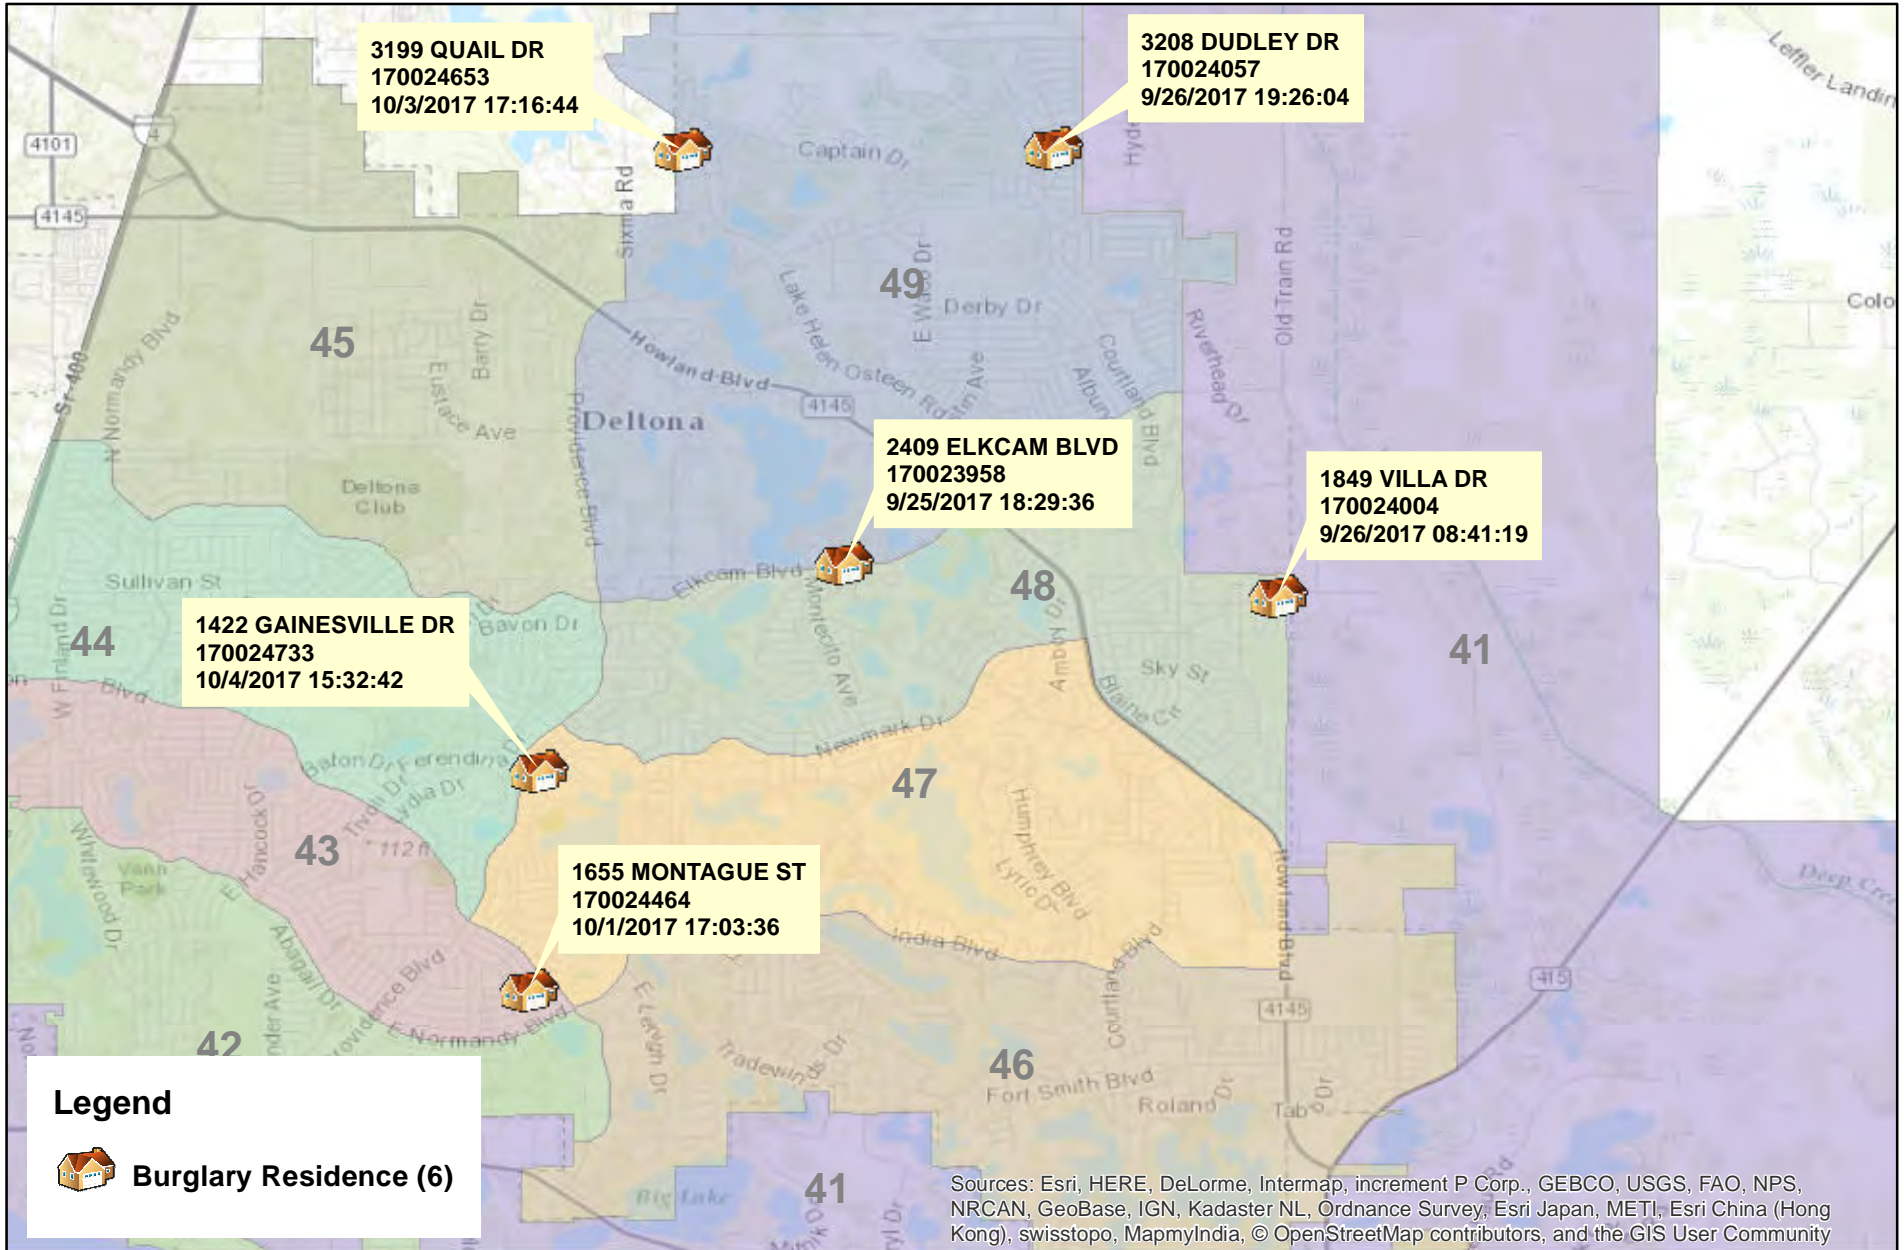 3199 QUAIL DR
170024653
10/3/2017 17:16:44
3208 DUDLEY DR
170024057
9/26/2017 19:26:04
Leffler Landin
4101
4
Captain Dr
Hyde
Sixma Rd
4145
49
E Waco Dr
Old Train Rd
Lake Helen Osteen Rd
Derby Dr
Colo
45
Barry Dr
N Normandy Blvd
Howland Blvd
Riverhead Dr
Courtland Blvd
Sr-400
Eustace Ave
Albur
4145
Deltona
Providence Blvd
2409 ELKCAM BLVD
170023958
9/25/2017 18:29:36
1849 VILLA DR
170024004
9/26/2017 08:41:19
Deltona
Club
Sullivan St
Elkcam Blvd
48
Montecito Ave
1422 GAINESVILLE DR
170024733
10/4/2017 15:32:42
Bavon Dr
44
W Finland Dr
Blvd
41
Sky St
Blaine Cir
Newmark Dr
Baton Dr
Ferendina
Tivoli Dr
Lydia Dr
47
Humphrey Blvd
Lyric Dr
E Hancock
43
112 ft
Whitewood Dr
Vann
Park
1655 MONTAGUE ST
170024464
10/1/2017 17:03:36
Howland Blvd
Deep Cre
India Blvd
Courtland Blvd
Abagail Dr
Providence Blvd
415
E Normandy Blvd
E Lehigh Dr
4145
42
Tradewinds Dr
46
Fort Smith Blvd
Roland Dr
Legend
Burglary Residence (6)
Big Lake
41
Sources: Esri, HERE, DeLorme, Intermap, increment P Corp., GEBCO, USGS, FAO, NPS,
NRCAN, GeoBase, IGN, Kadaster NL, Ordnance Survey, Esri Japan, METI, Esri China (Hong
Kong), swisstopo, MapmyIndia, © OpenStreetMap contributors, and the GIS User Community